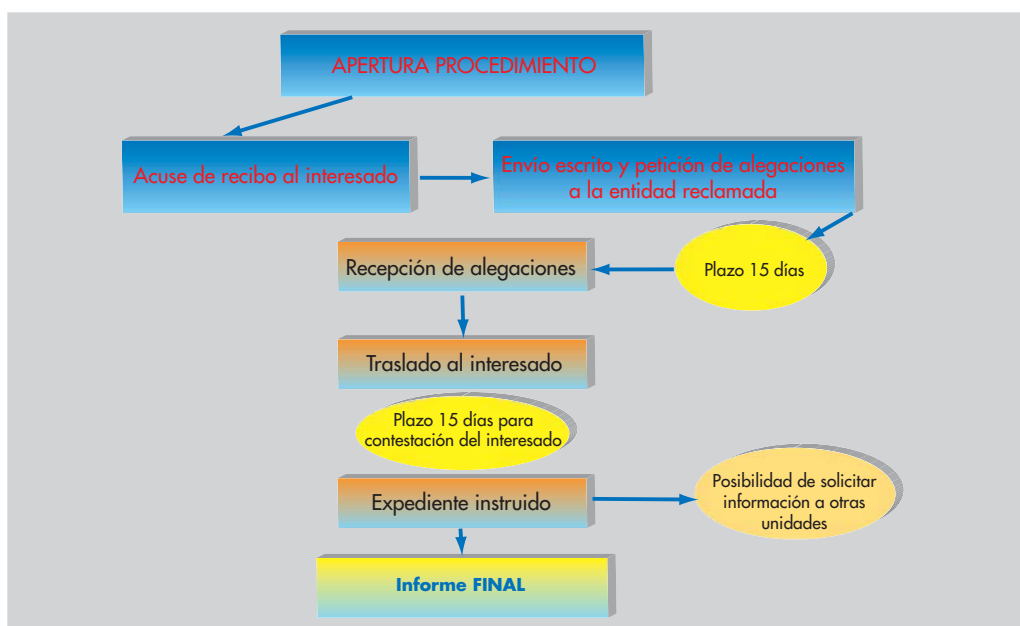 APERTURA PROCEDIMIENTO
Acuse de recibo al interesado
Envío escrito y petición de alegaciones
a la entidad reclamada
Plazo 15 días
Recepción de alegaciones
Traslado al interesado
Plazo 15 días para
contestación del interesado
Expediente instruido
Posibilidad de solicitar
información a otras
unidades
Informe FINAL